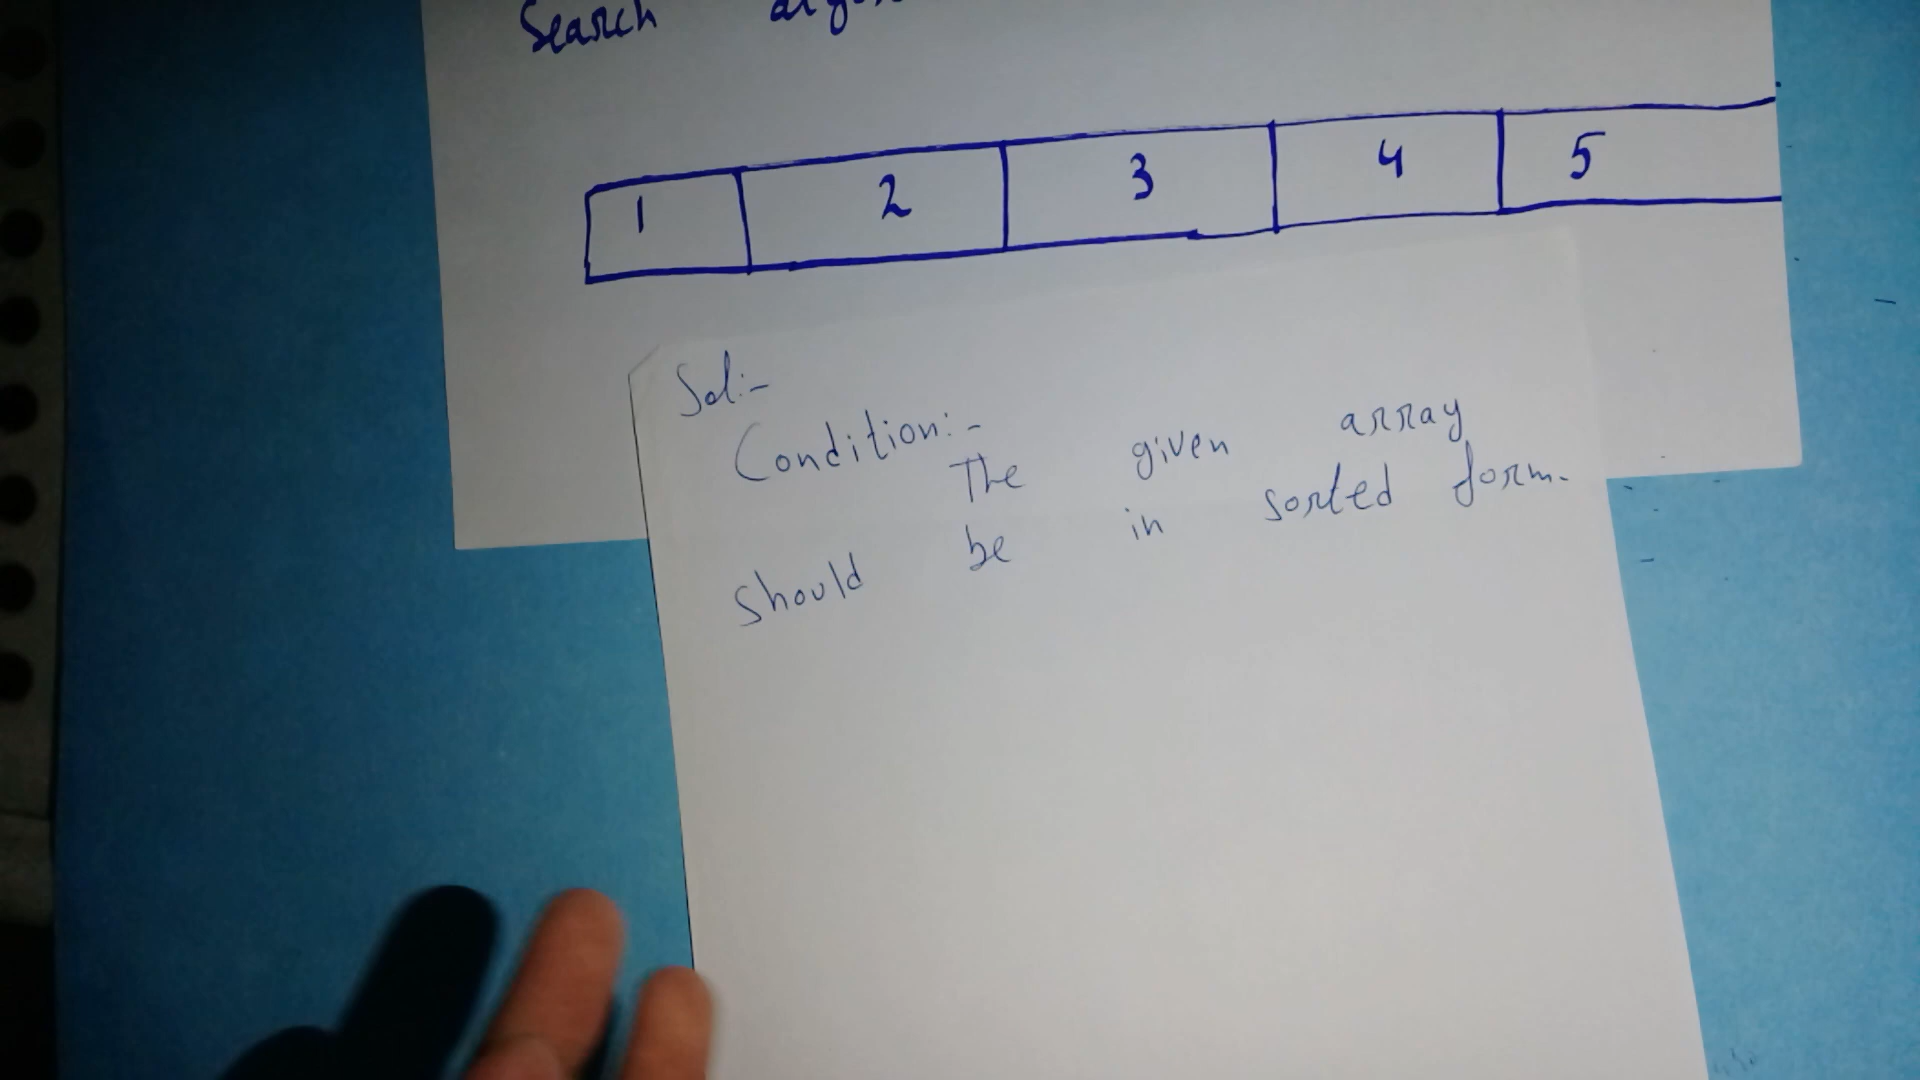 Search
1 2 3 4 5
Sol:-
Condition:-
The given array
should be in sorted form.